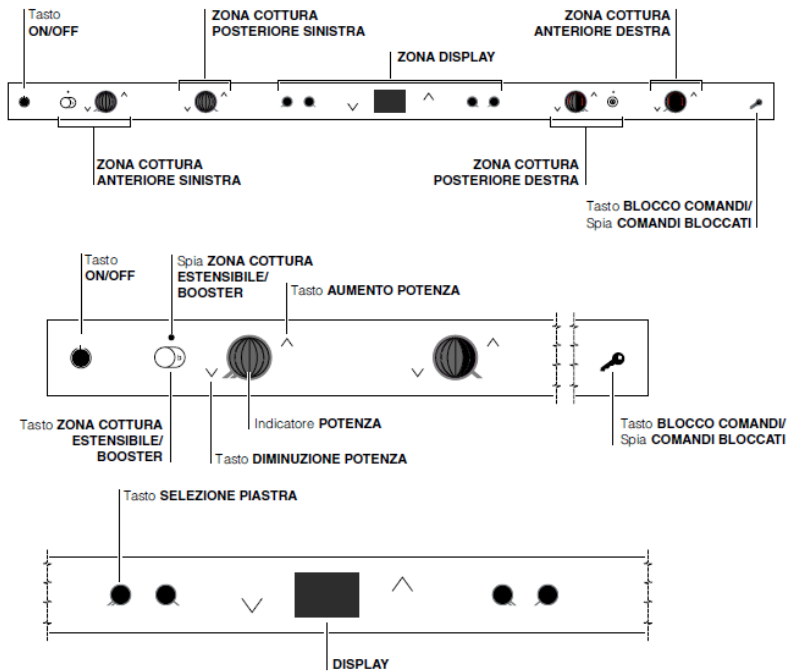 Tasto
ON/OFF
ZONA COTTURA
POSTERIORE SINISTRA
ZONA DISPLAY
ZONA COTTURA
ANTERIORE DESTRA
ZONA COTTURA
ANTERIORE SINISTRA
ZONA COTTURA
POSTERIORE DESTRA
Tasto BLOCCO COMANDI/
Spia COMANDI BLOCCATI
Tasto
ON/OFF
Spia ZONA COTTURA
ESTENSIBILE/
BOOSTER
Tasto AUMENTO POTENZA
Tasto ZONA COTTURA
ESTENSIBILE/
BOOSTER
Indicatore POTENZA
Tasto DIMINUZIONE POTENZA
Tasto BLOCCO COMANDI/
Spia COMANDI BLOCCATI
Tasto SELEZIONE PIASTRA
DISPLAY